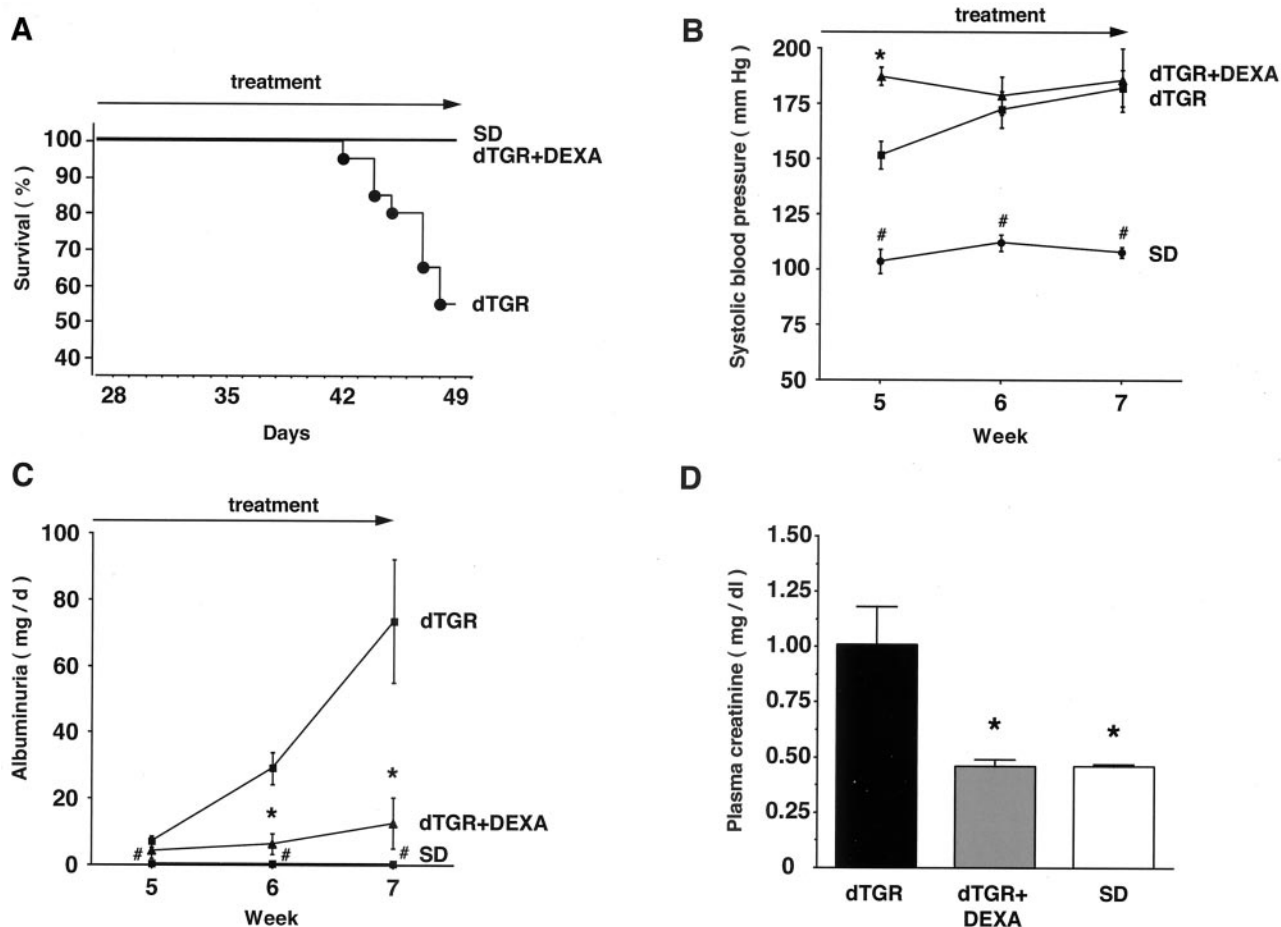 A
treatment
Survival ( % )
100
90
80
70
60
50
40
SD
dTGR+DEXA
dTGR
28
35
42
49
Days
B
treatment
Systolic blood pressure ( mm Hg )
200
175
150
125
100
75
50
*
dTGR+DEXA
dTGR
# # #
SD
5
6
7
Week
C
treatment
Albuminuria ( mg / d )
100
80
60
40
20
0
dTGR
* *
dTGR+DEXA
# # #
SD
5
6
7
Week
D
Plasma creatinine ( mg / dl )
1.50
1.25
1.00
0.75
0.50
0.25
0
* *
dTGR
dTGR+
DEXA
SD